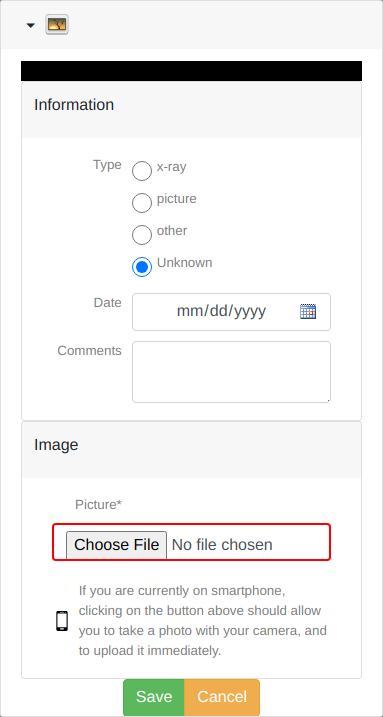 Information
Type
x-ray
picture
other
Unknown
Date
mm/dd/yyyy
Comments
Image
Picture*
Choose File No file chosen
If you are currently on smartphone,
clicking on the button above should allow
you to take a photo with your camera, and
to upload it immediately.
Save Cancel